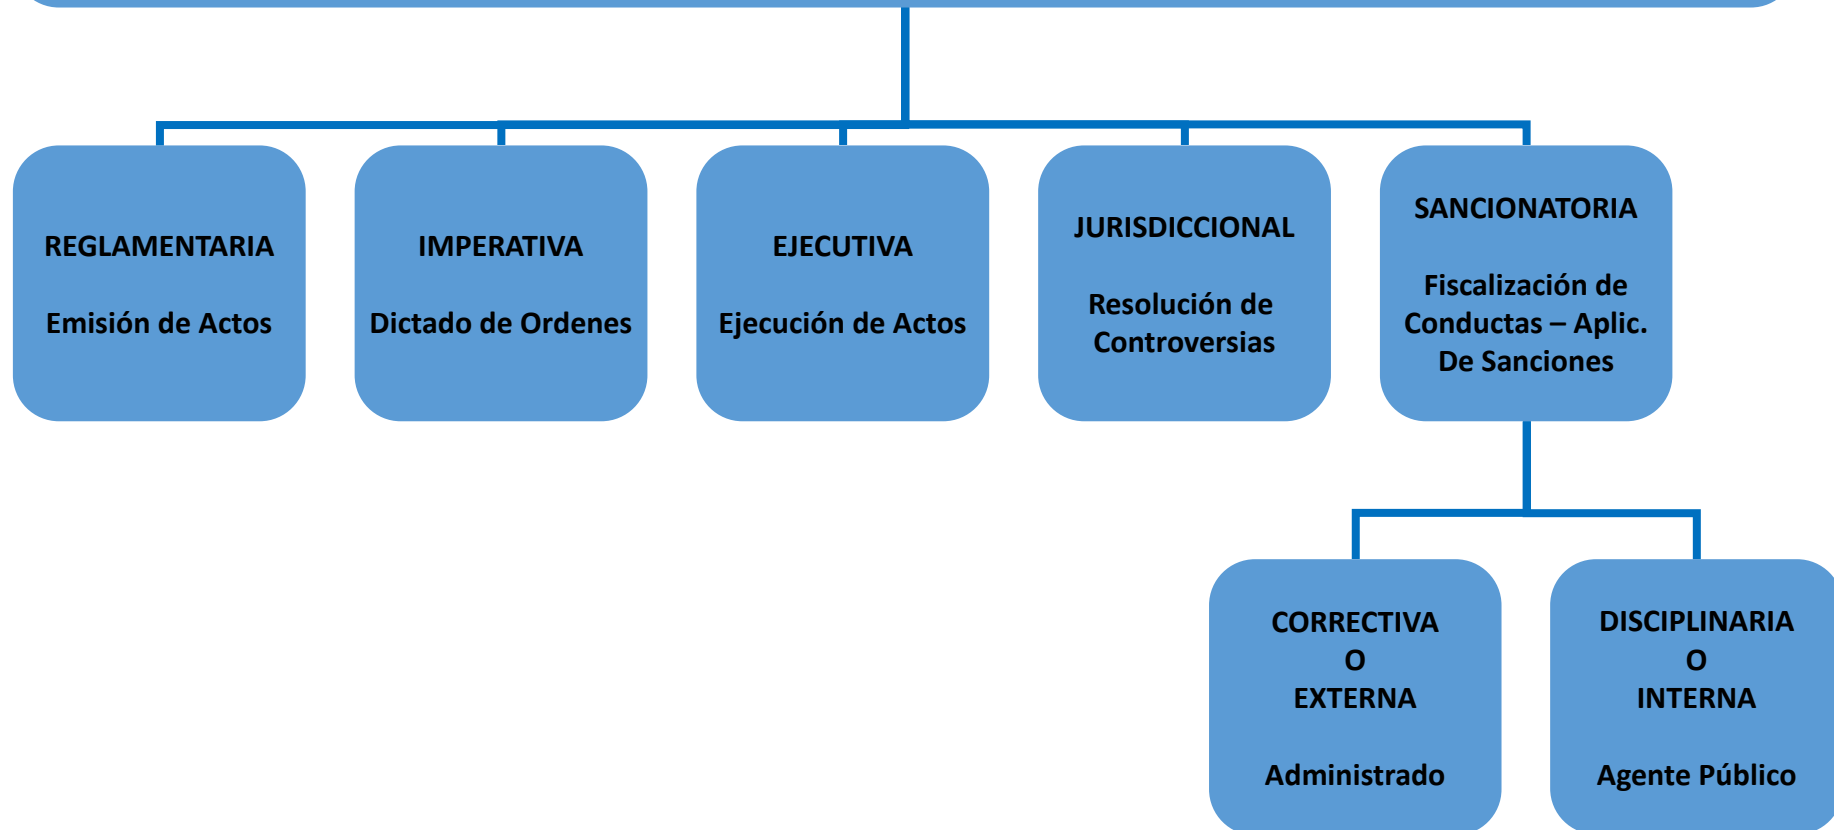 REGLAMENTARIA
Emisión de Actos
IMPERATIVA
Dictado de Ordenes
EJECUTIVA
Ejecución de Actos
JURISDICCIONAL
Resolución de
Controversias
SANCIONATORIA
Fiscalización de
Conductas – Aplic.
De Sanciones
CORRECTIVA
O
EXTERNA
Administrado
DISCIPLINARIA
O
INTERNA
Agente Público